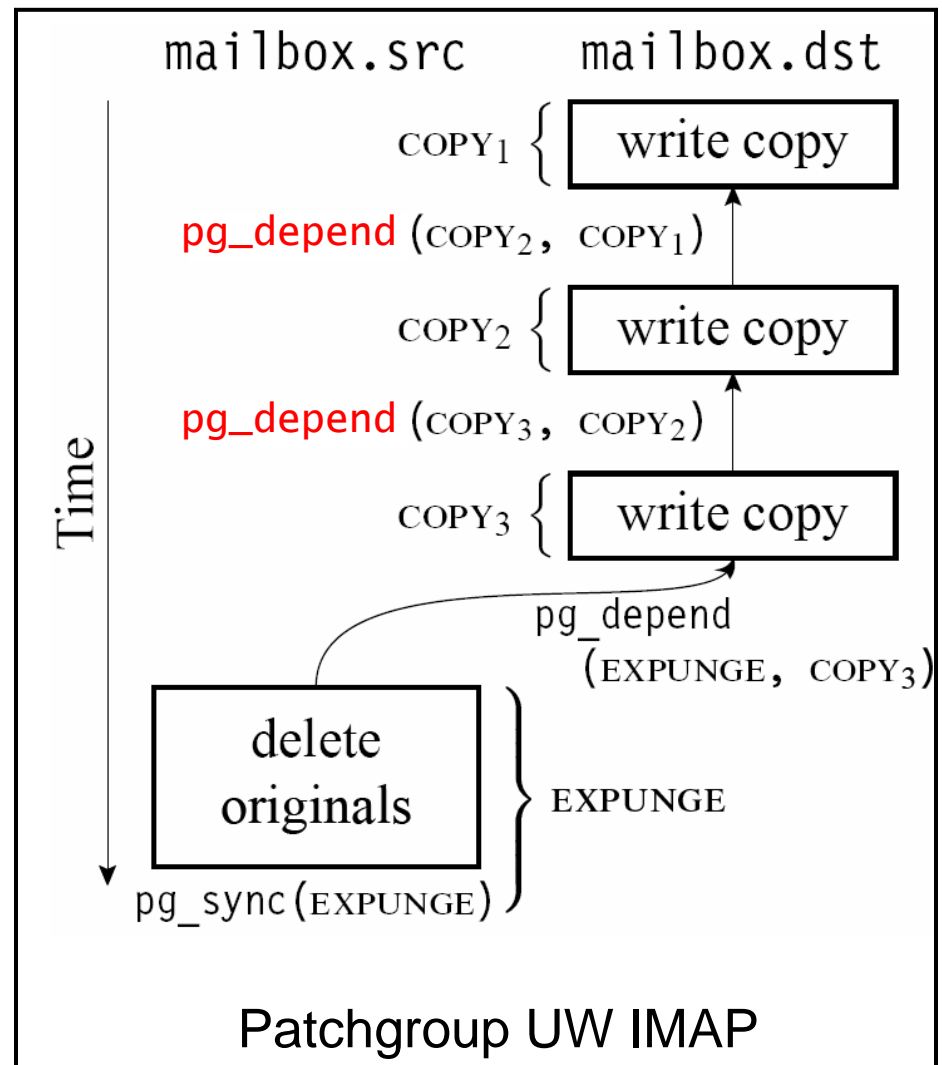 mailbox.src mailbox.dst
COPY₁ { write copy
pg_depend (COPY₂, COPY₁)
COPY₂ { write copy
pg_depend (COPY₃, COPY₂)
Time
COPY₃ { write copy
pg_depend
(EXPUNGE, COPY₃)
delete
originals
} EXPUNGE
pg_sync(EXPUNGE)
Patchgroup UW IMAP